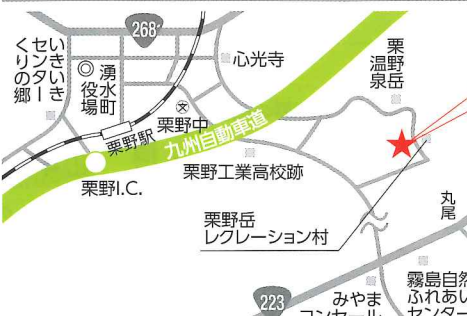 268
いきいき
センター
くりの郷
湧水町
役場
心光寺
栗野岳
温泉
栗野中
栗野駅
九州自動車道
栗野I.C.
栗野工業高校跡
栗野岳
レクレーション村
丸尾
霧島自然
ふれあい
センター
みやま
コンセール
223